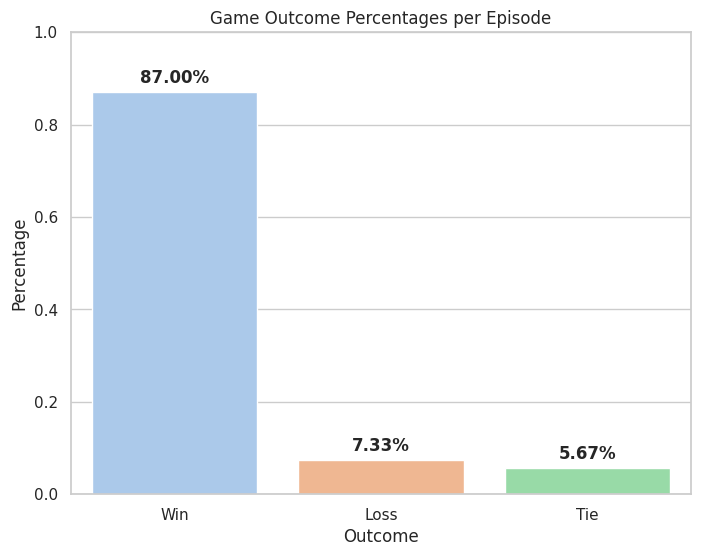 Game Outcome Percentages per Episode
1.0
0.8
0.6
0.4
0.2
0.0
Percentage
87.00%
7.33%
5.67%
Win
Loss
Tie
Outcome